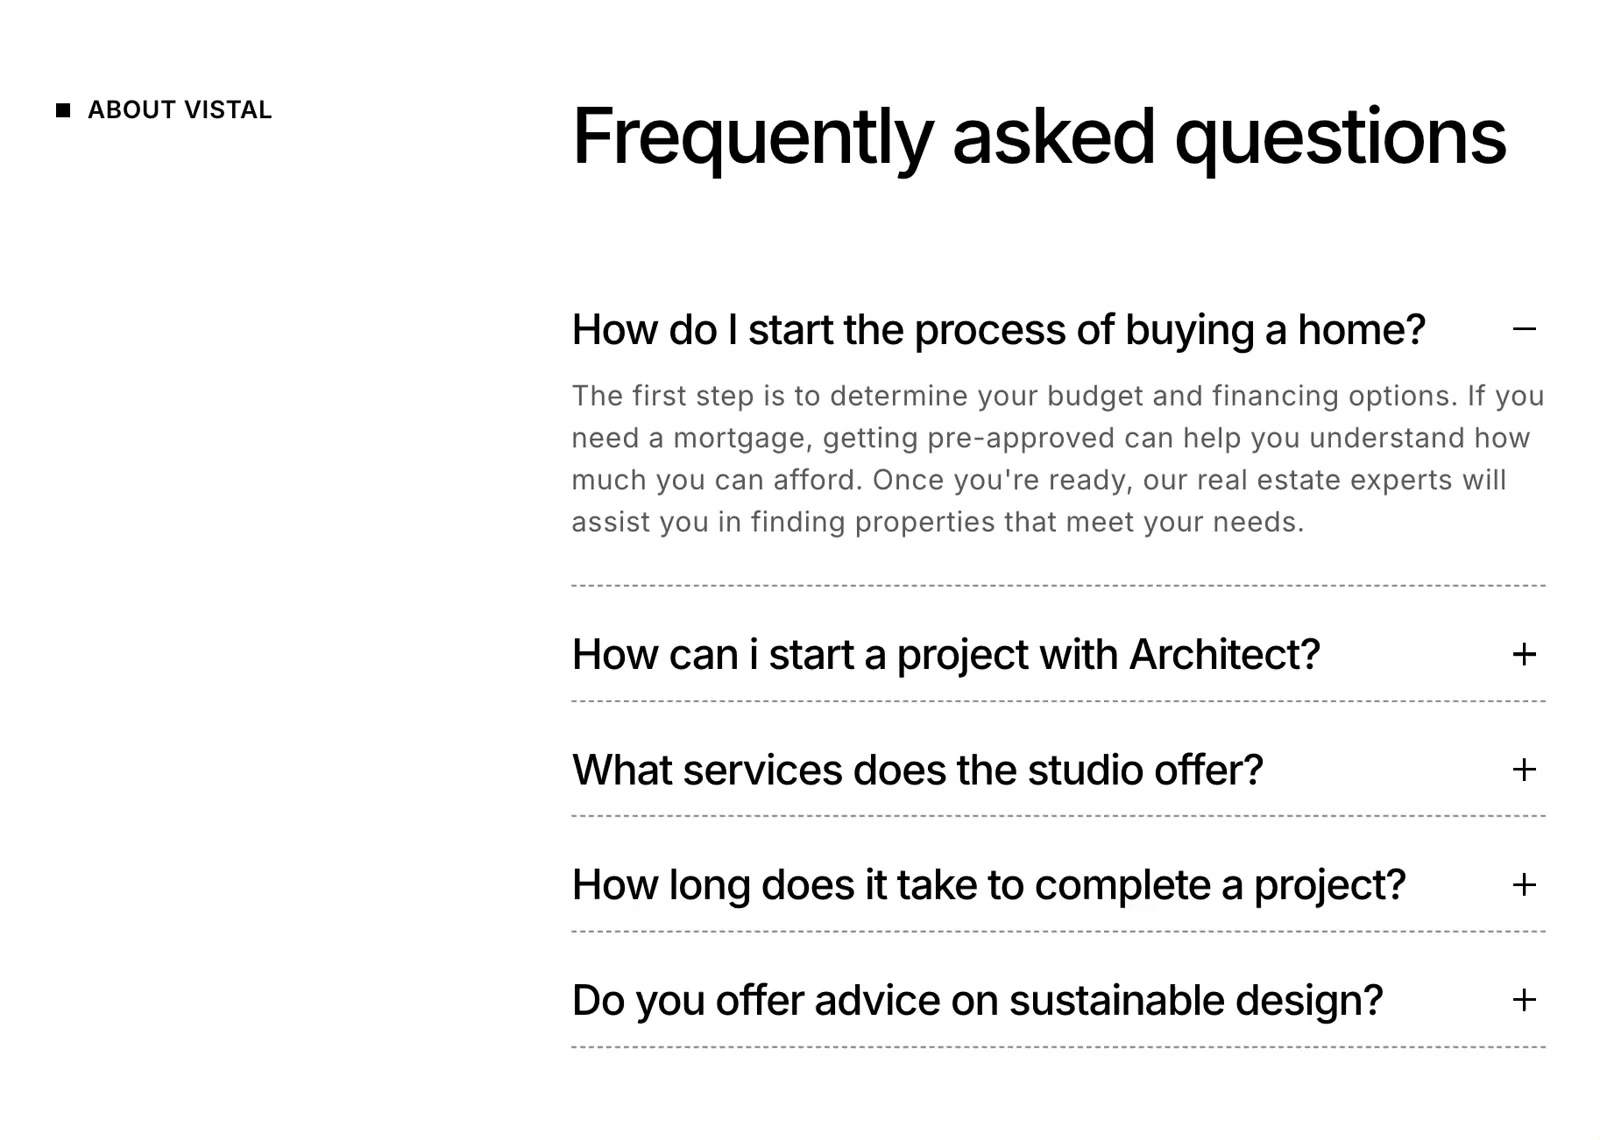 ABOUT VISTAL
Frequently asked questions
How do I start the process of buying a home?
The first step is to determine your budget and financing options. If you
need a mortgage, getting pre-approved can help you understand how
much you can afford. Once you're ready, our real estate experts will
assist you in finding properties that meet your needs.
How can i start a project with Architect?
What services does the studio offer?
How long does it take to complete a project?
Do you offer advice on sustainable design?